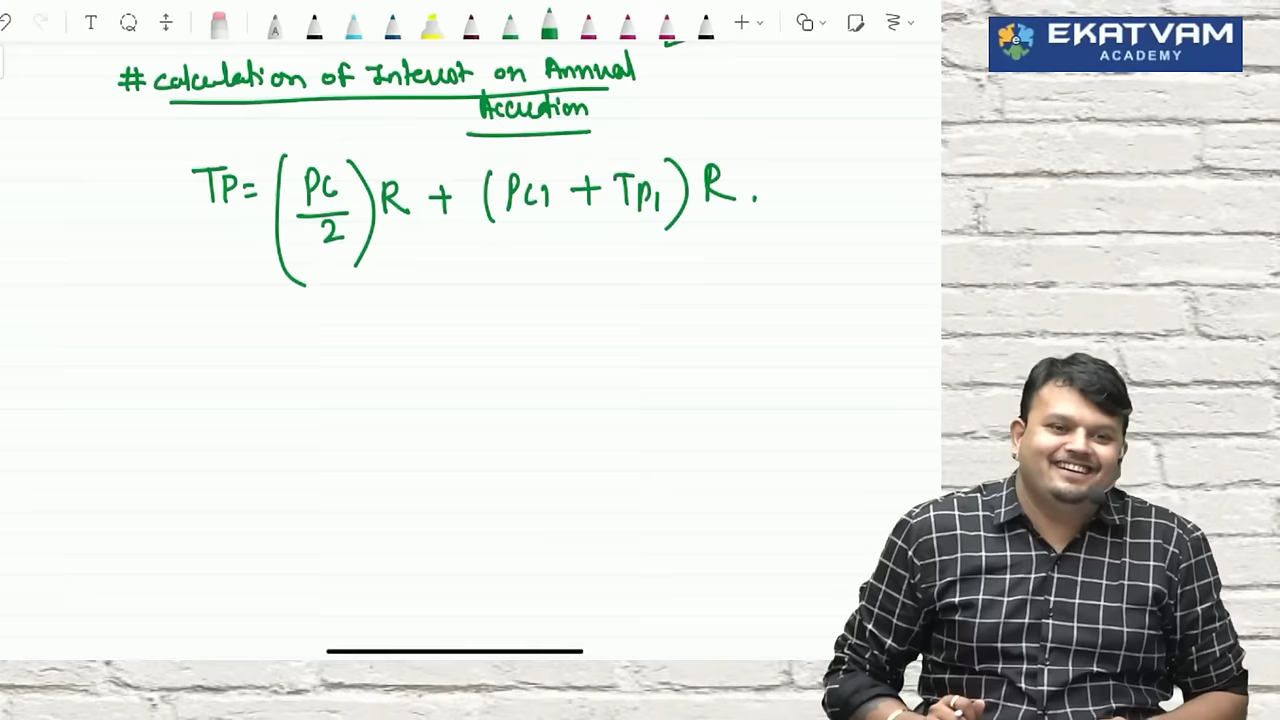 EKATVAM
ACADEMY
# Calculation of Interest on Annual
Accretion
TP = (PC/2) R + (PC1 + TP1) R .